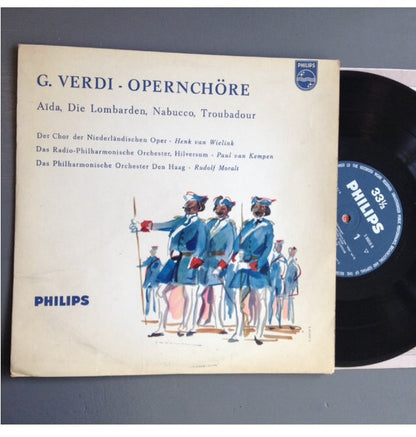 PHILIPS
G. VERDI - OPERNCHÖRE
Aïda, Die Lombarden, Nabucco, Troubadour
Der Chor der Niederländischen Oper - Henk van Wielink
Das Radio-Philharmonische Orchester, Hilversum - Paul van Kempen
Das Philharmonische Orchester Den Haag - Rudolf Moralt
PHILIPS
33⅓
PHILIPS
1